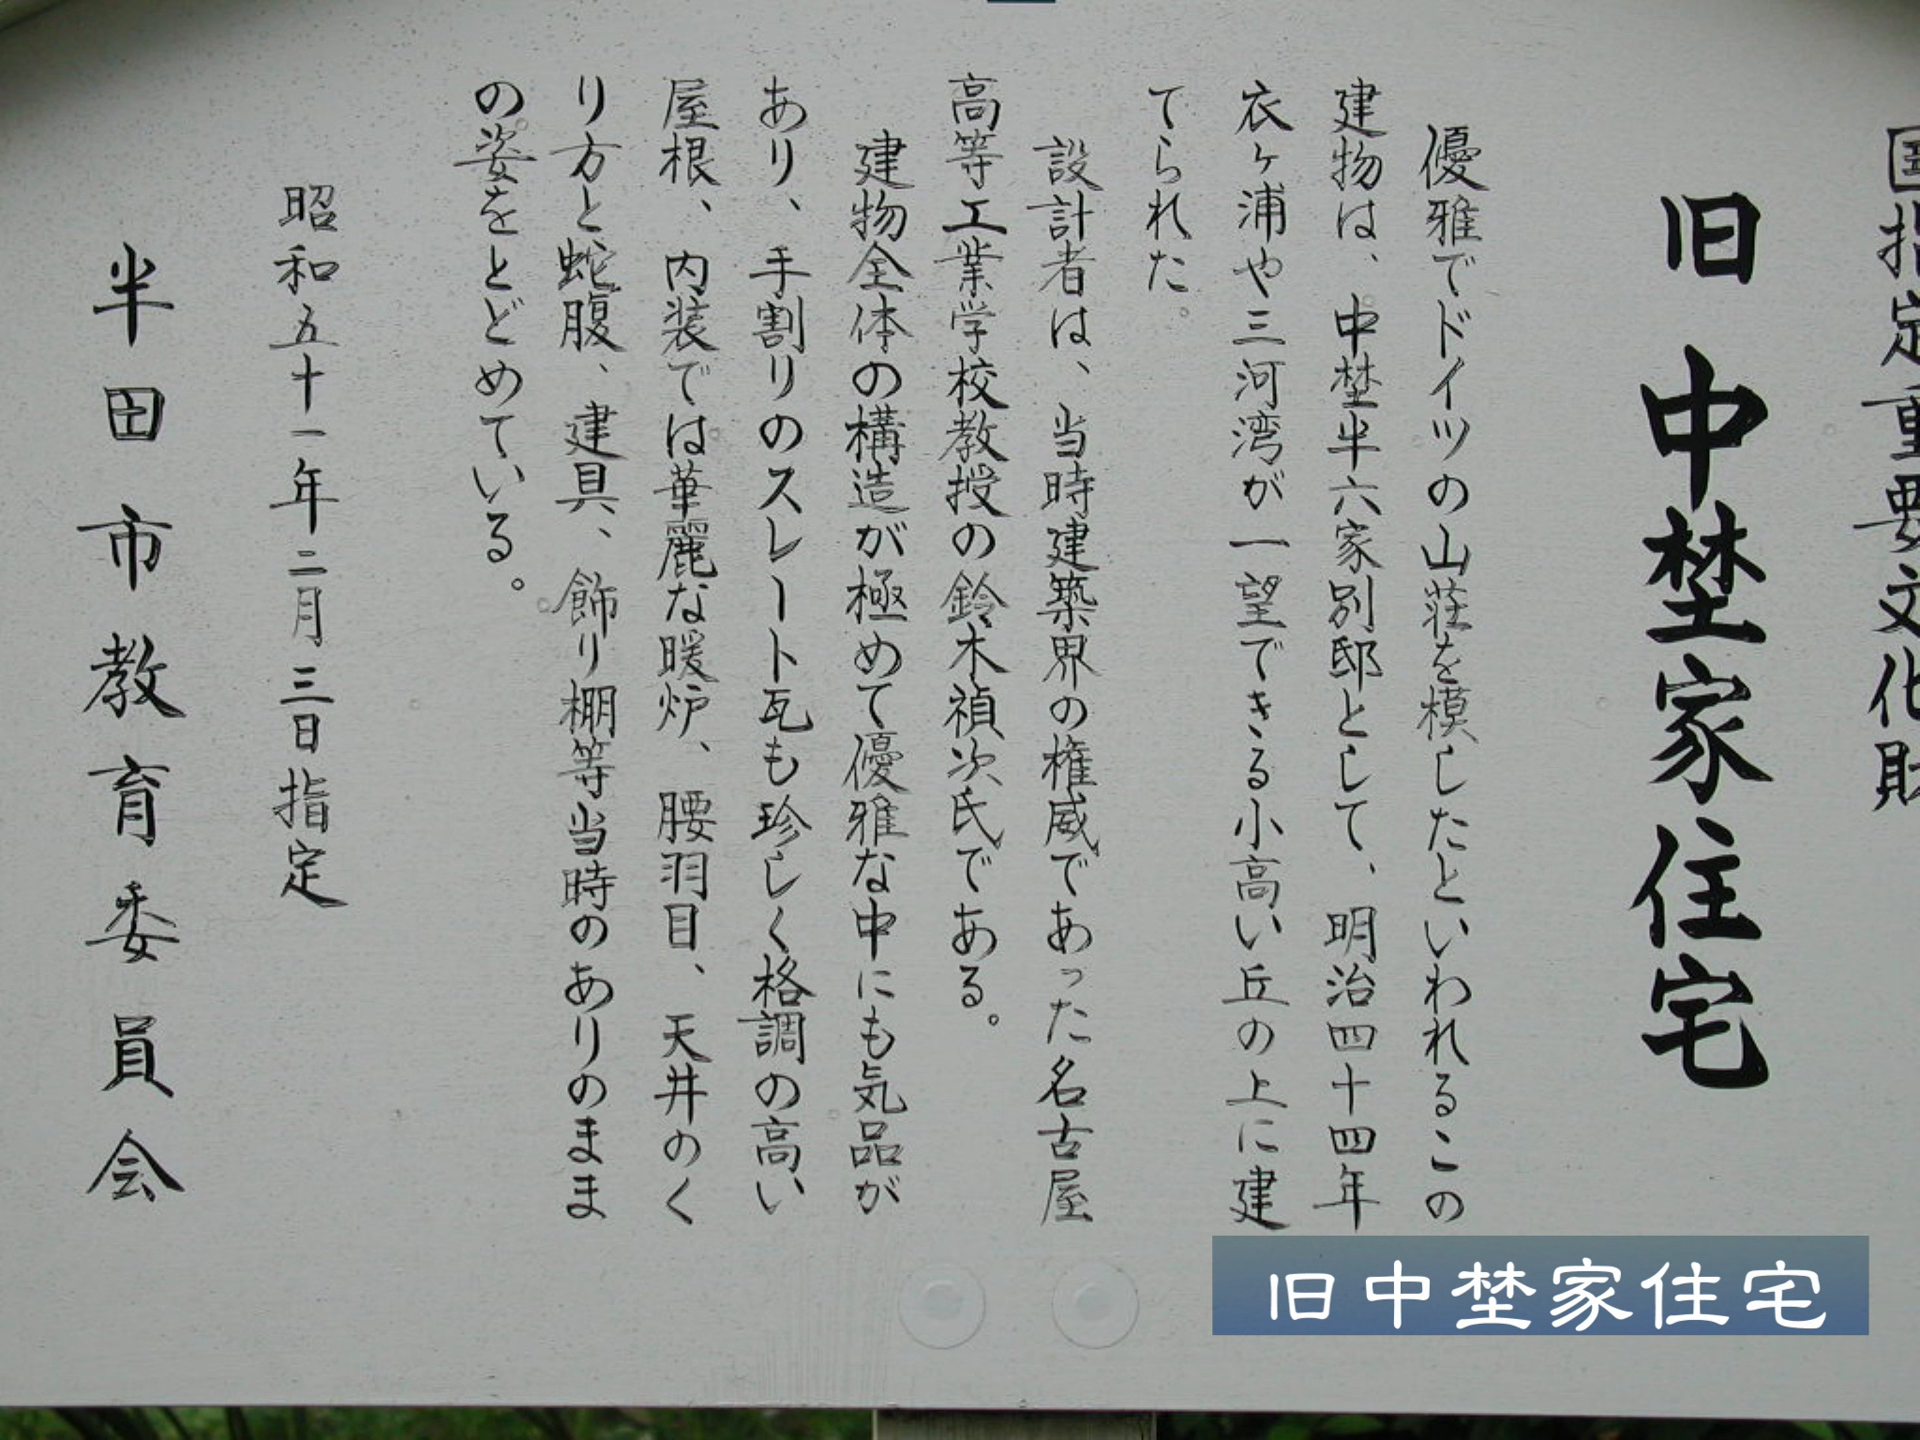 国指定重要文化財
旧中埜家住宅
優雅でドイツの山荘を模したといわれるこの
建物は、中埜半六家別邸として、明治四十四年
衣ヶ浦や三河湾が一望できる小高い丘の上に建
てられた。
設計者は、当時建築界の権威であった名古屋
高等工業学校教授の鈴木禎次氏である。
建物全体の構造が極めて優雅な中にも気品が
あり、手割りのスレート瓦も珍しく格調の高い
屋根、内装では華麗な暖炉、腰羽目、天井のく
り方と蛇腹、建具、飾り棚等当時のありのまま
の姿をとどめている。
昭和五十一年二月三日指定
半田市教育委員会
旧中埜家住宅